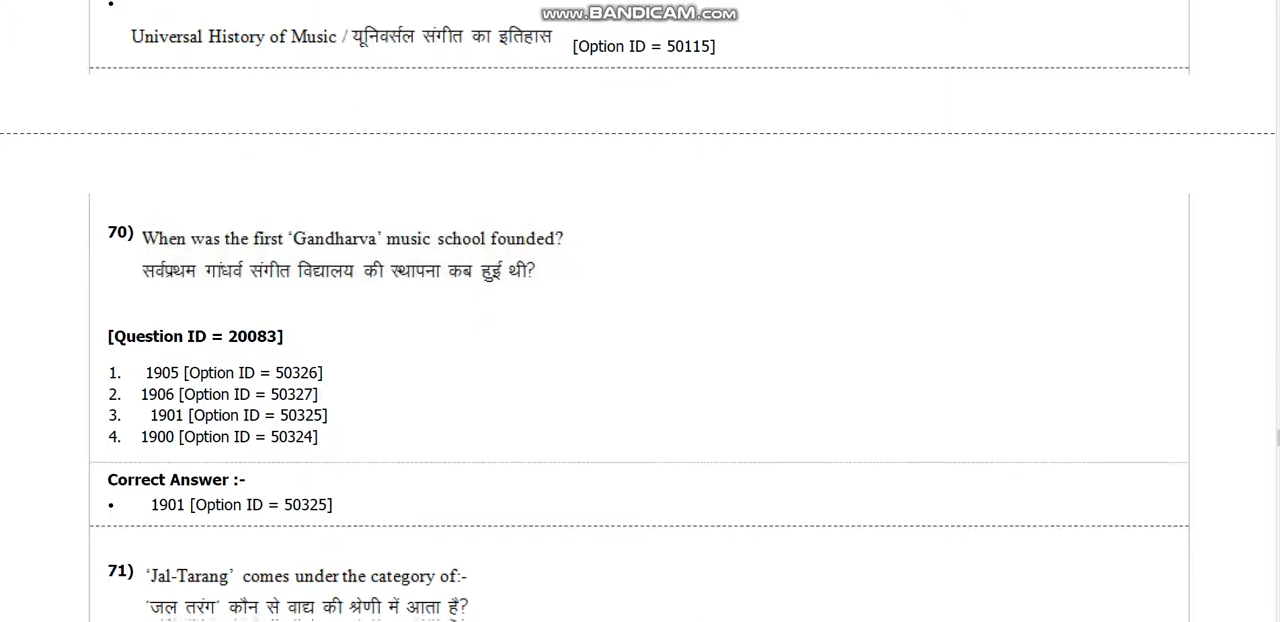 www.BANDICAM.com
•
Universal History of Music / यूनिवर्सल संगीत का इतिहास [Option ID = 50115]
70) When was the first ‘Gandharva’ music school founded?
सर्वप्रथम गांधर्व संगीत विद्यालय की स्थापना कब हुई थी?
[Question ID = 20083]
1. 1905 [Option ID = 50326]
2. 1906 [Option ID = 50327]
3. 1901 [Option ID = 50325]
4. 1900 [Option ID = 50324]
Correct Answer :-
• 1901 [Option ID = 50325]
71) ‘Jal-Tarang’ comes under the category of:-
‘जल तरंग’ कौन से वाद्य की श्रेणी में आता है?